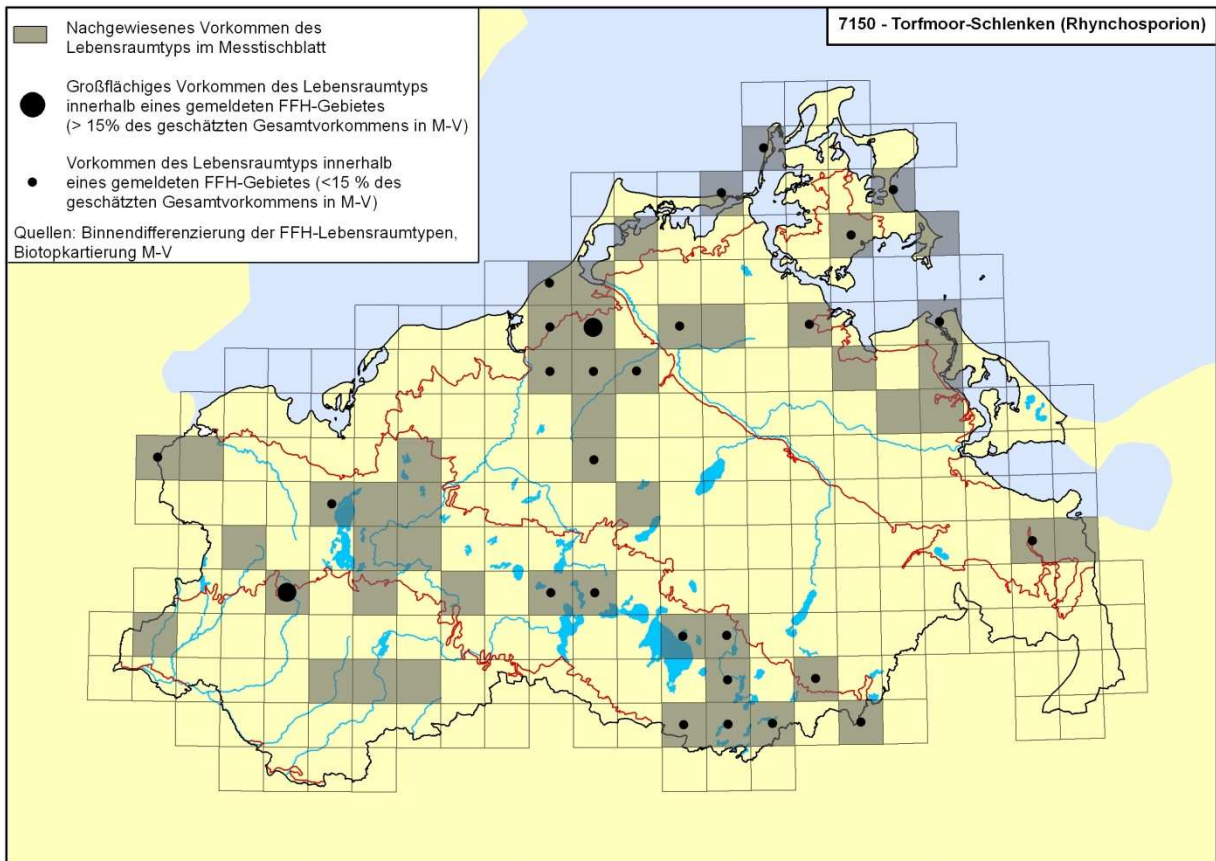 Nachgewiesenes Vorkommen des
Lebensraumtyps im Messtischblatt
Großflächiges Vorkommen des Lebensraumtyps
innerhalb eines gemeldeten FFH-Gebietes
(> 15% des geschätzten Gesamtvorkommens in M-V)
Vorkommen des Lebensraumtyps innerhalb
eines gemeldeten FFH-Gebietes (<15 % des
geschätzten Gesamtvorkommens in M-V)
Quellen: Binnendifferenzierung der FFH-Lebensraumtypen,
Biotopkartierung M-V
7150 - Torfmoor-Schlenken (Rhynchosporion)